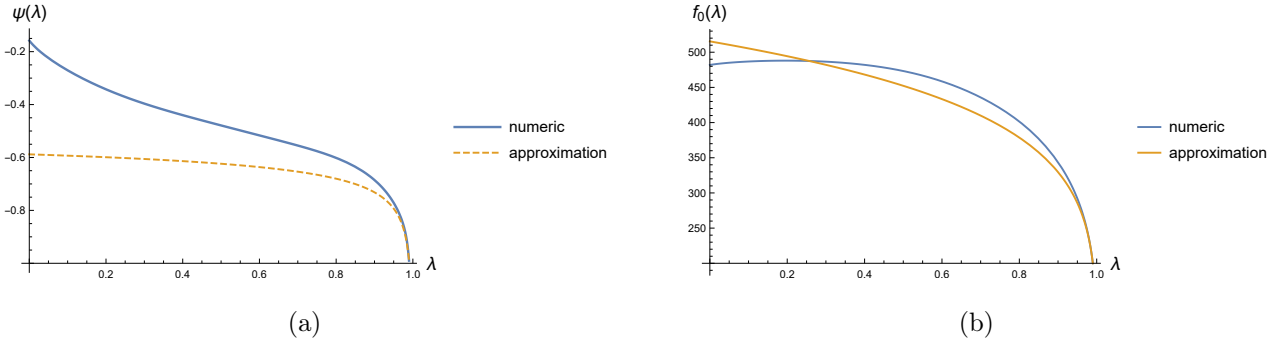 ψ(λ)
−0.2
−0.4
−0.6
−0.8
0.2 0.4 0.6 0.8 1.0 λ
numeric
approximation
(a)
f₀(λ)
500
450
400
350
300
250
0.2 0.4 0.6 0.8 1.0 λ
numeric
approximation
(b)